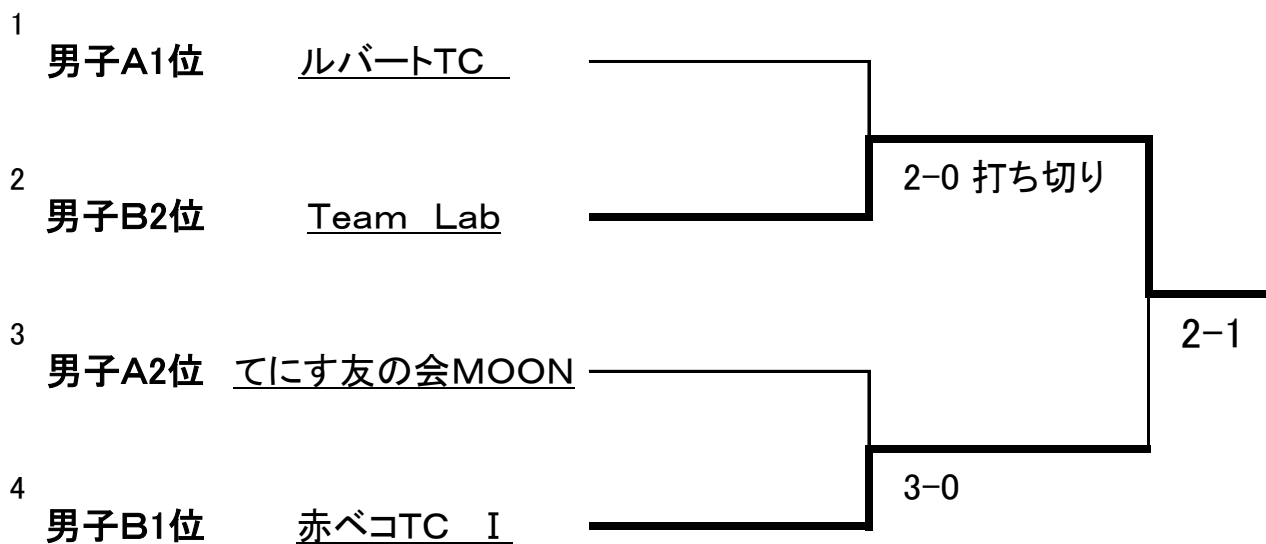 1
男子A1位 ルバートTC
2
男子B2位 Team Lab
2-0 打ち切り
3
男子A2位 てにす友の会MOON
2-1
4
男子B1位 赤ベコTC I
3-0